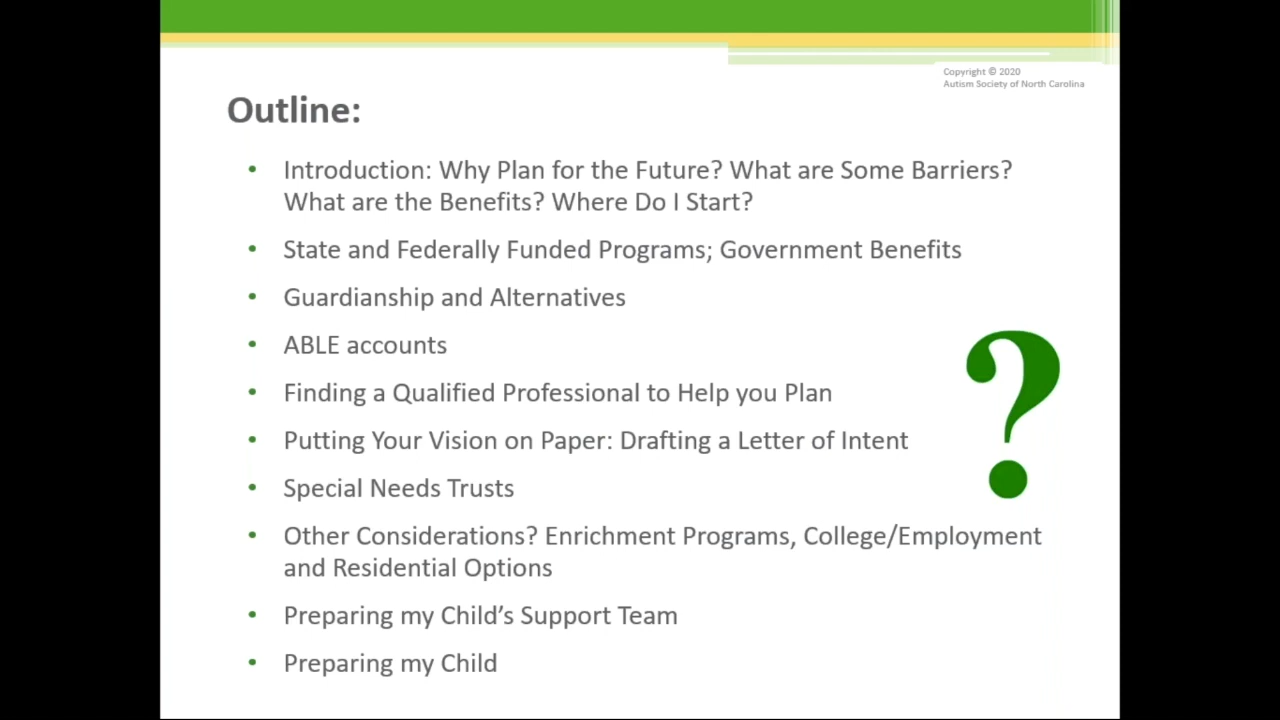 Copyright © 2020
Autism Society of North Carolina
Outline:
• Introduction: Why Plan for the Future? What are Some Barriers?
What are the Benefits? Where Do I Start?
• State and Federally Funded Programs; Government Benefits
• Guardianship and Alternatives
• ABLE accounts
• Finding a Qualified Professional to Help you Plan
• Putting Your Vision on Paper: Drafting a Letter of Intent
• Special Needs Trusts
• Other Considerations? Enrichment Programs, College/Employment
and Residential Options
• Preparing my Child’s Support Team
• Preparing my Child
?